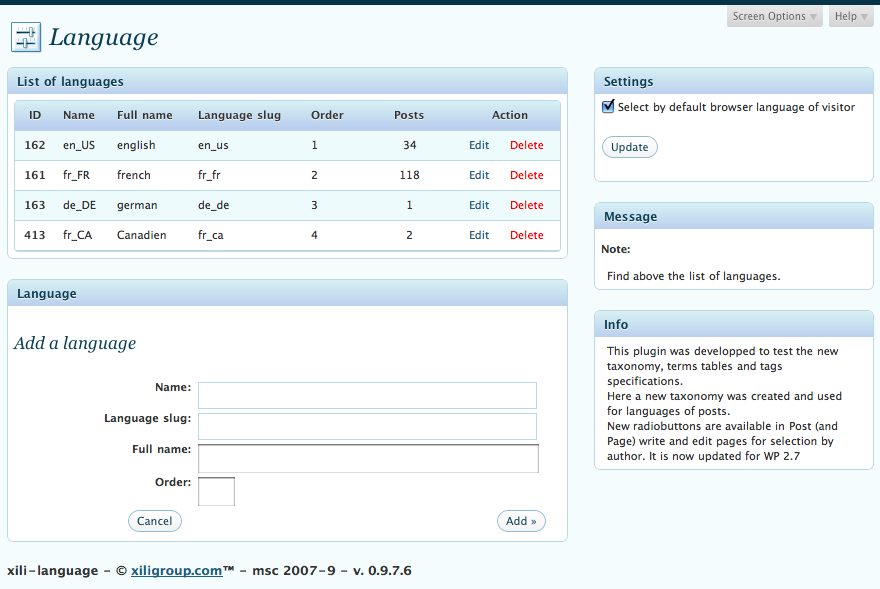 Screen Options Help
Language
List of languages
ID Name Full name Language slug Order Posts Action
162 en_US english en_us 1 34 Edit Delete
161 fr_FR french fr_fr 2 118 Edit Delete
163 de_DE german de_de 3 1 Edit Delete
413 fr_CA Canadien fr_ca 4 2 Edit Delete
Language
Add a language
Name:
Language slug:
Full name:
Order:
Cancel Add »
Settings
Select by default browser language of visitor
Update
Message
Note:
Find above the list of languages.
Info
This plugin was developped to test the new
taxonomy, terms tables and tags
specifications.
Here a new taxonomy was created and used
for languages of posts.
New radiobuttons are available in Post (and
Page) write and edit pages for selection by
author. It is now updated for WP 2.7
xili-language - © xiligroup.com™ - msc 2007-9 - v. 0.9.7.6